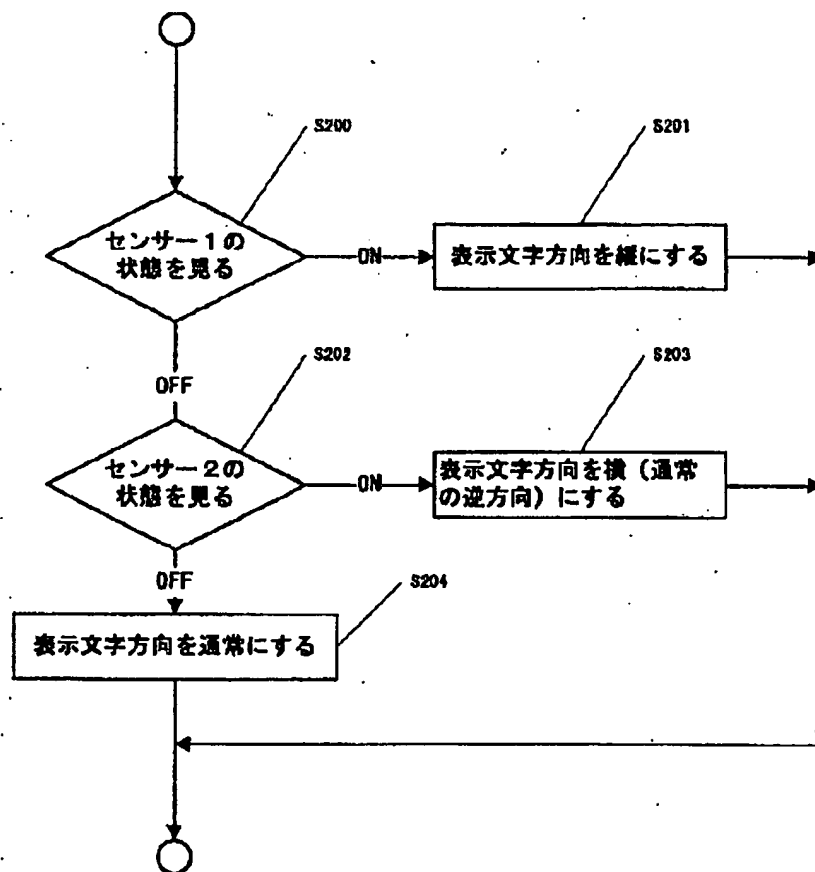 S200
S201
センサー1の
状態を見る
ON
表示文字方向を縦にする
OFF
S202
S203
センサー2の
状態を見る
ON
表示文字方向を横（通常
の逆方向）にする
OFF
S204
表示文字方向を通常にする